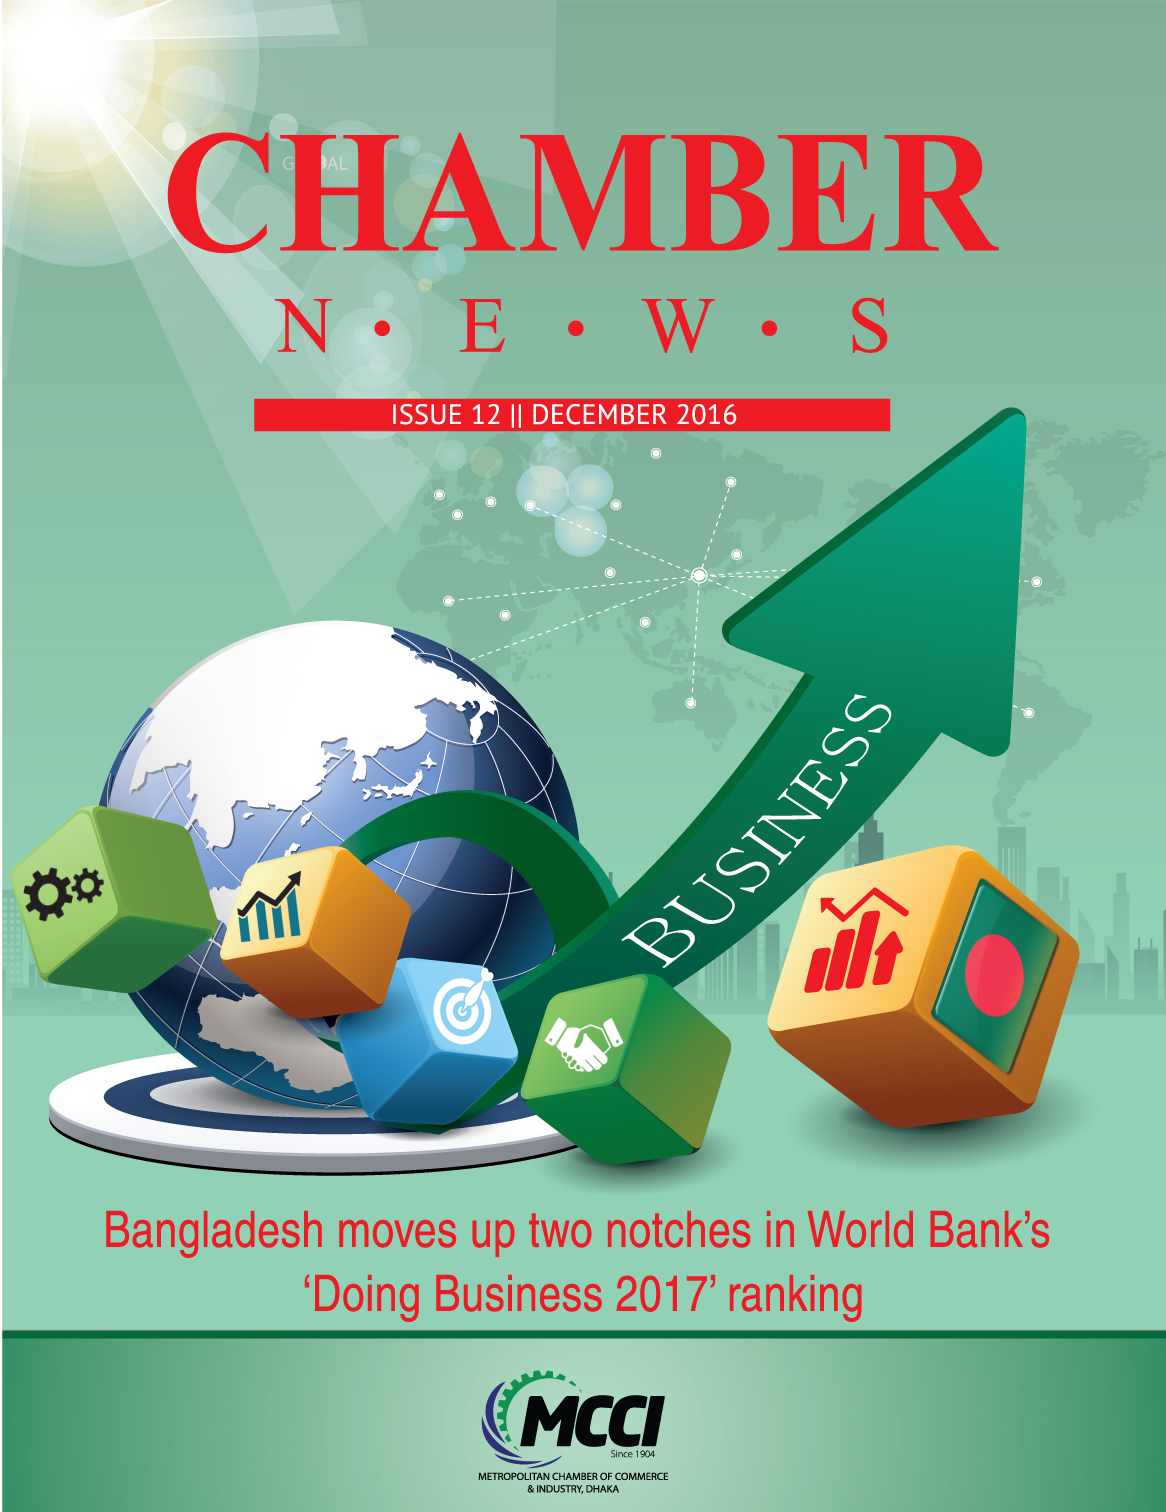 GLOBAL
CHAMBER
N • E • W • S
ISSUE 12 || DECEMBER 2016
BUSINESS
Bangladesh moves up two notches in World Bank’s
‘Doing Business 2017’ ranking
MCCI
Since 1904
METROPOLITAN CHAMBER OF COMMERCE
& INDUSTRY, DHAKA